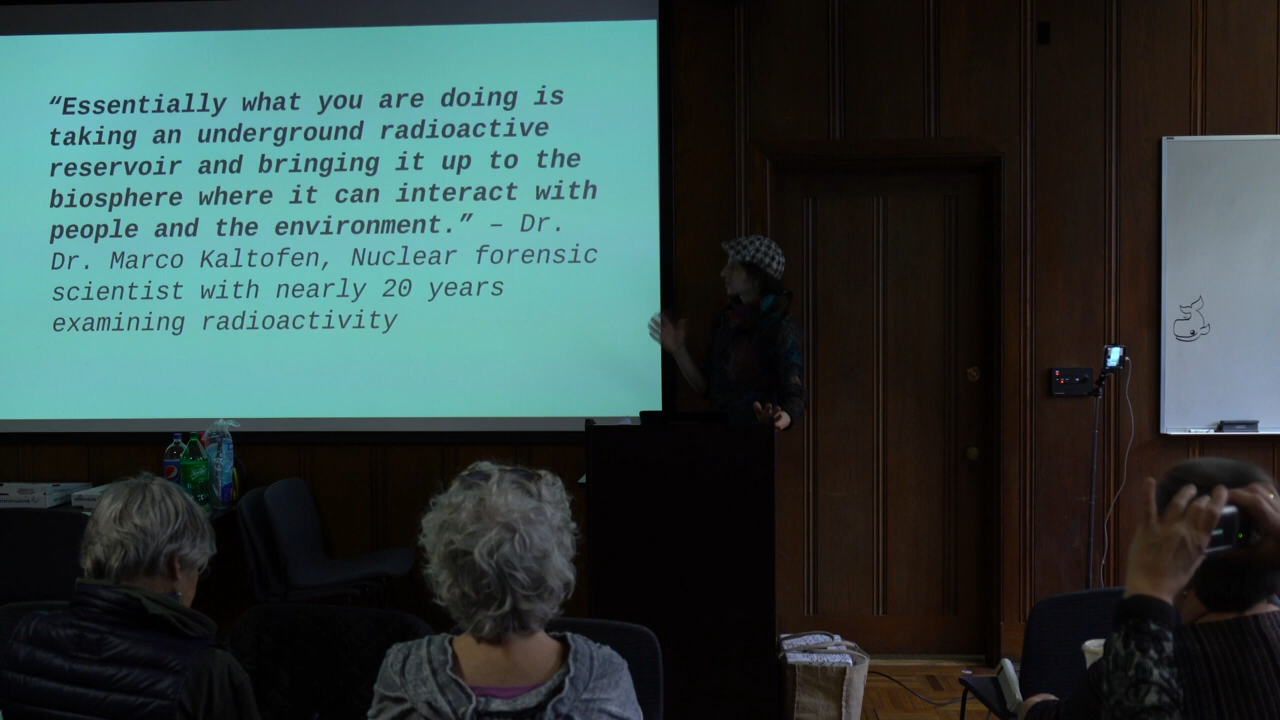 “Essentially what you are doing is
taking an underground radioactive
reservoir and bringing it up to the
biosphere where it can interact with
people and the environment.” – Dr.
Dr. Marco Kaltofen, Nuclear forensic
scientist with nearly 20 years
examining radioactivity